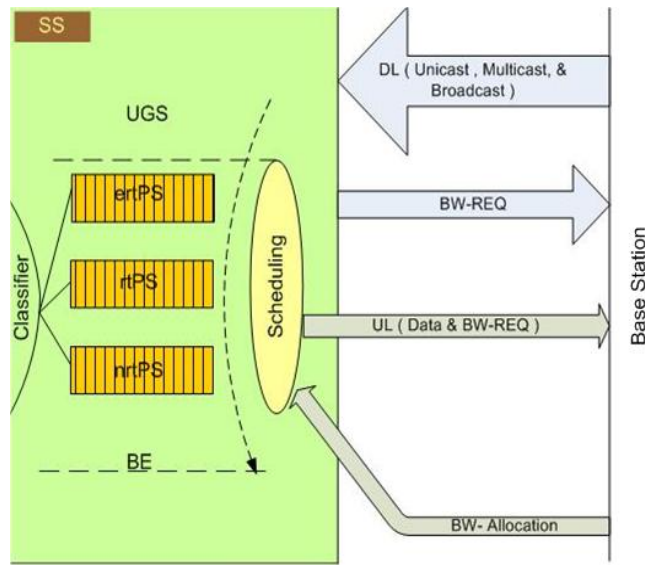 SS
DL ( Unicast , Multicast, &
Broadcast )
UGS
ertPS
BW-REQ
Classifier
rtPS
Scheduling
Base Station
UL ( Data & BW-REQ )
nrtPS
BE
BW- Allocation